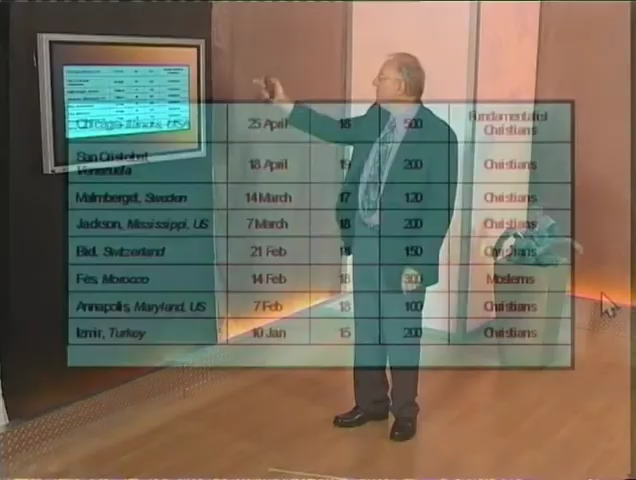 Chicago, Illinois, USA 25 April 18 500 Fundamentalist Christians
San Cristobal, Venezuela 18 April 19 200 Christians
Malmberget, Sweden 14 March 17 120 Christians
Jackson, Mississippi, US 7 March 18 200 Christians
Biel, Switzerland 21 Feb 18 150 Christians
Fes, Morocco 14 Feb 18 300 Moslems
Annapolis, Maryland, US 7 Feb 18 100 Christians
Izmir, Turkey 10 Jan 15 200 Christians